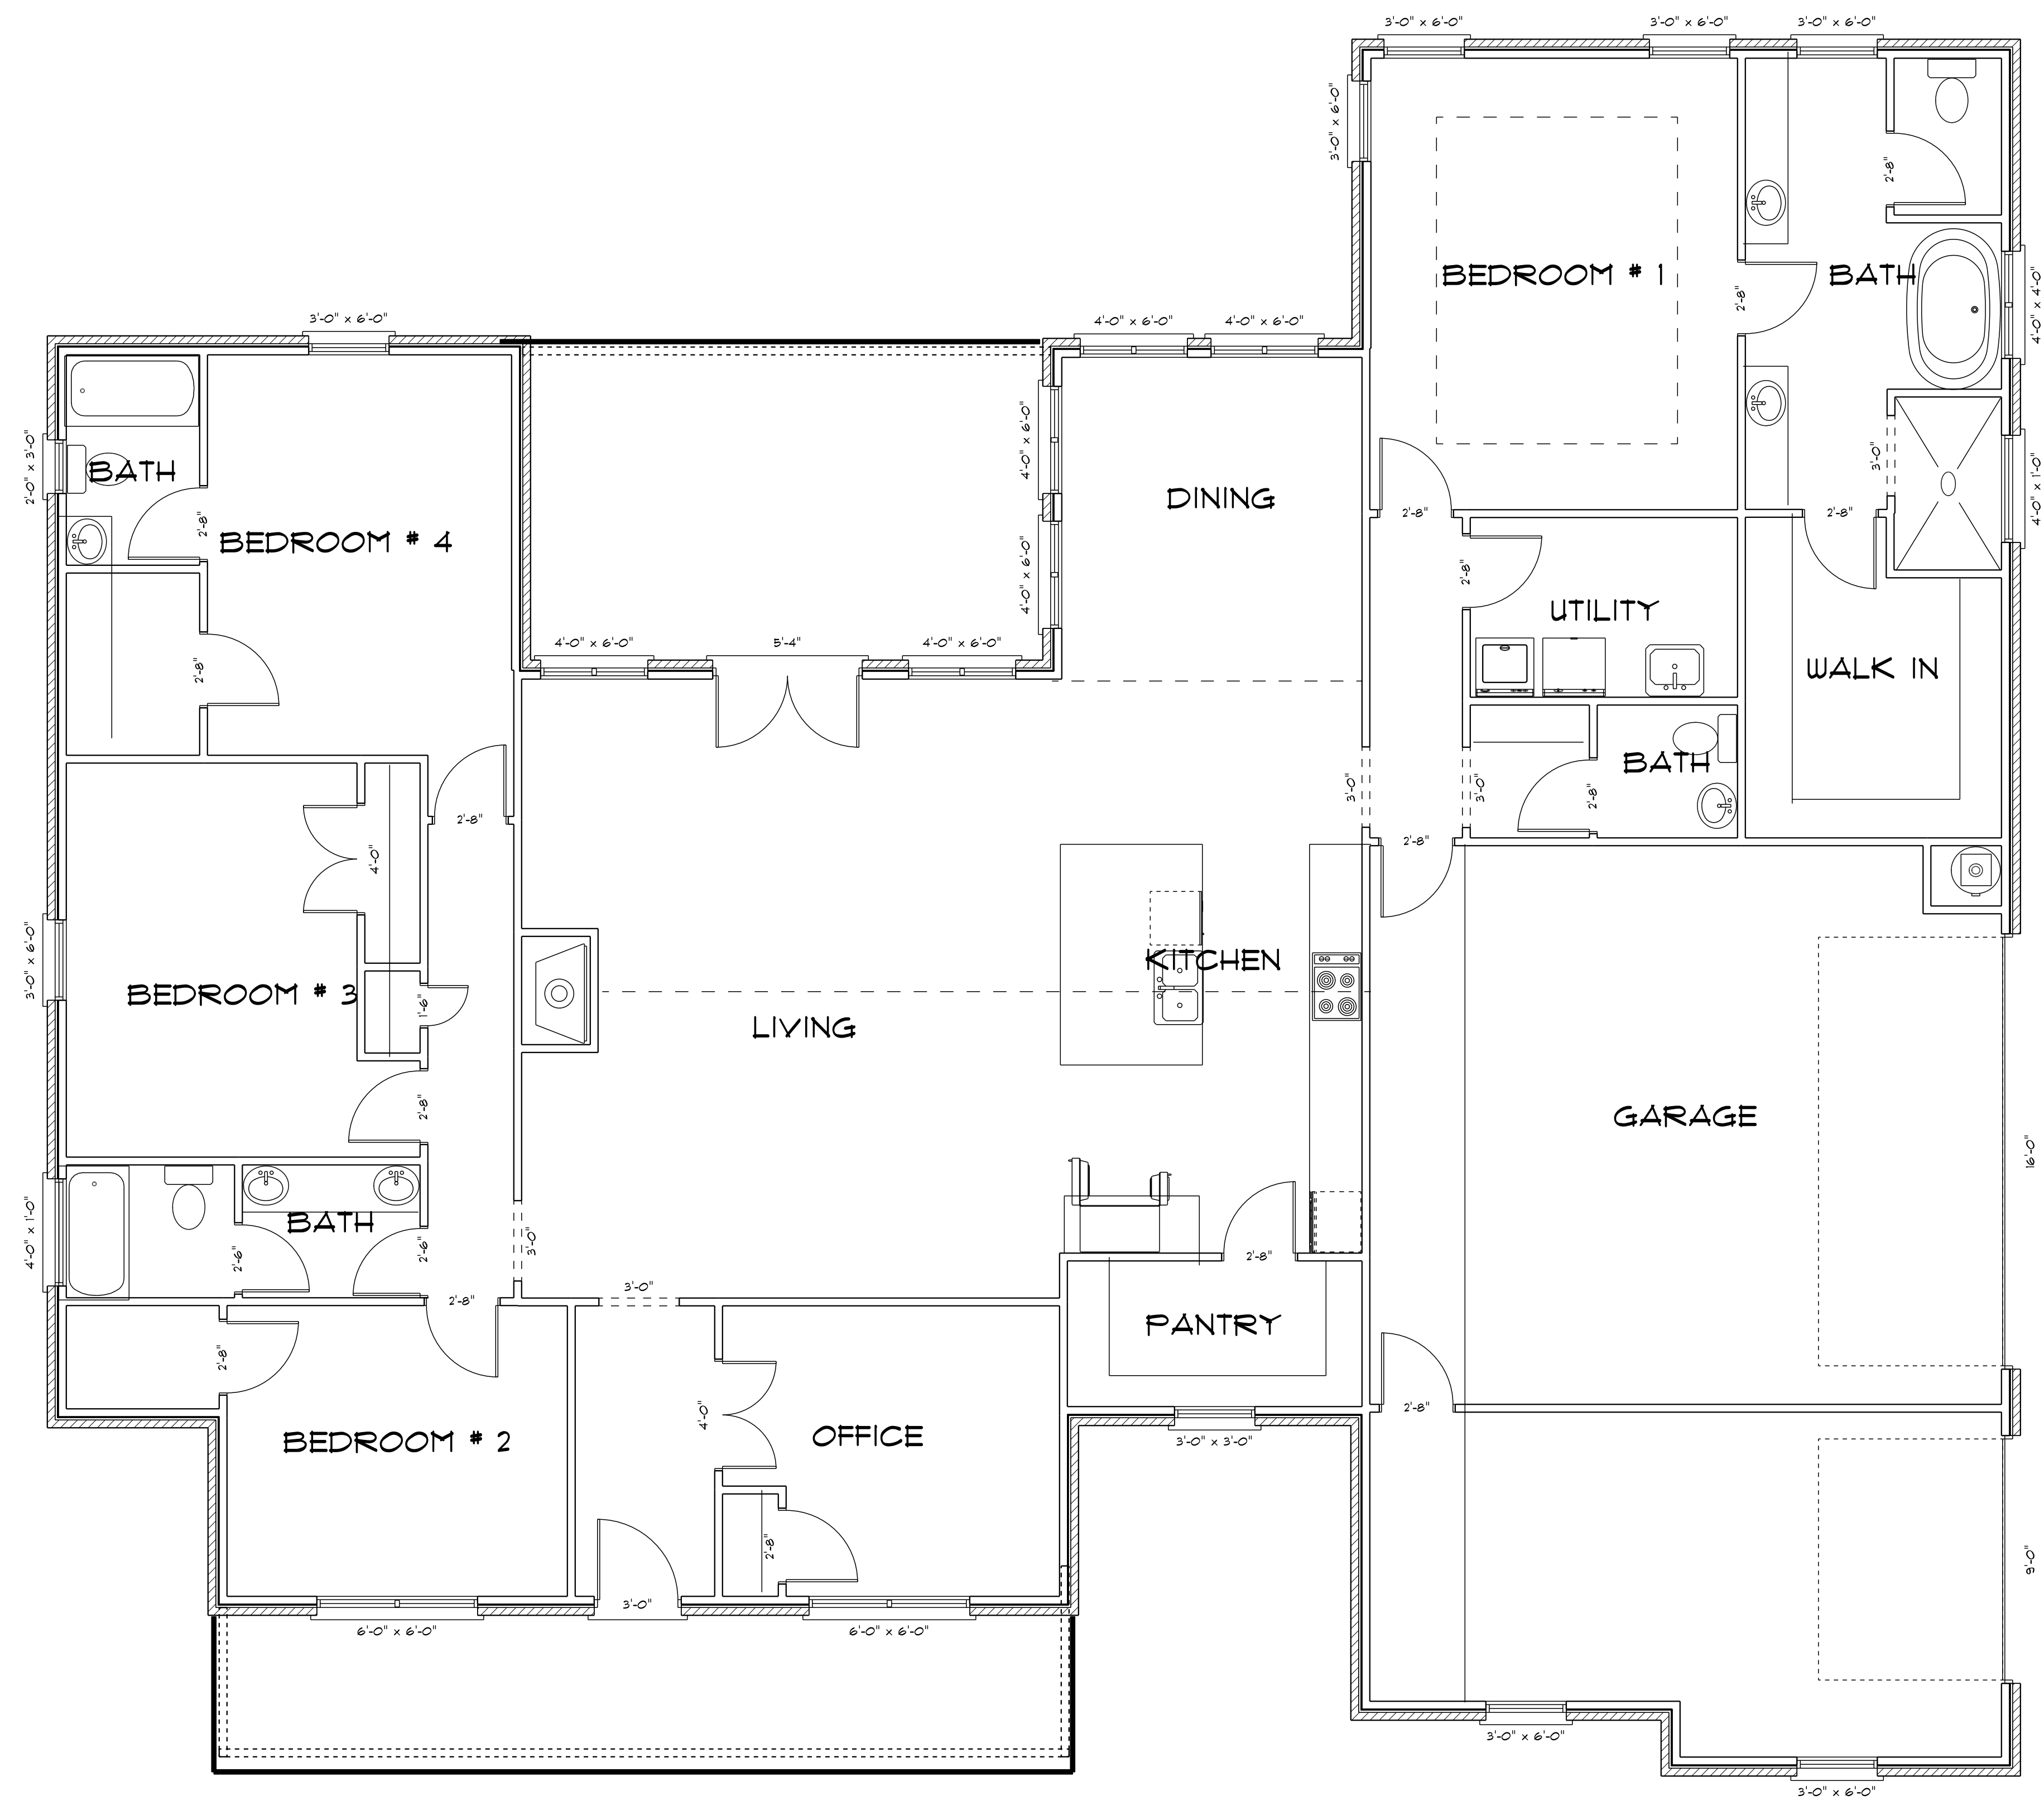 3'-0" x 6'-0"
3'-0" x 6'-0"
3'-0" x 6'-0"
3'-0" x 6'-0"
2'-8"
BEDROOM # 1
BATH
2'-8"
4'-0" x 4'-0"
3'-0" x 6'-0"
4'-0" x 6'-0"
4'-0" x 6'-0"
2'-0" x 3'-0"
BATH
4'-0" x 6'-0"
3'-0"
4'-0" x 1'-0"
DINING
2'-8"
2'-8"
2'-8"
BEDROOM # 4
4'-0" x 6'-0"
2'-8"
UTILITY
4'-0" x 6'-0"
5'-4"
4'-0" x 6'-0"
2'-8"
WALK IN
BATH
3'-0"
3'-0"
2'-8"
2'-8"
2'-8"
4'-0"
3'-0" x 6'-0"
KITCHEN
BEDROOM # 3
1'-6"
LIVING
2'-8"
GARAGE
16'-0"
4'-0" x 1'-0"
BATH
2'-6"
2'-6"
3'-0"
2'-8"
3'-0"
2'-8"
PANTRY
2'-8"
4'-0"
2'-8"
BEDROOM # 2
OFFICE
3'-0" x 3'-0"
2'-8"
9'-0"
3'-0"
6'-0" x 6'-0"
6'-0" x 6'-0"
3'-0" x 6'-0"
3'-0" x 6'-0"